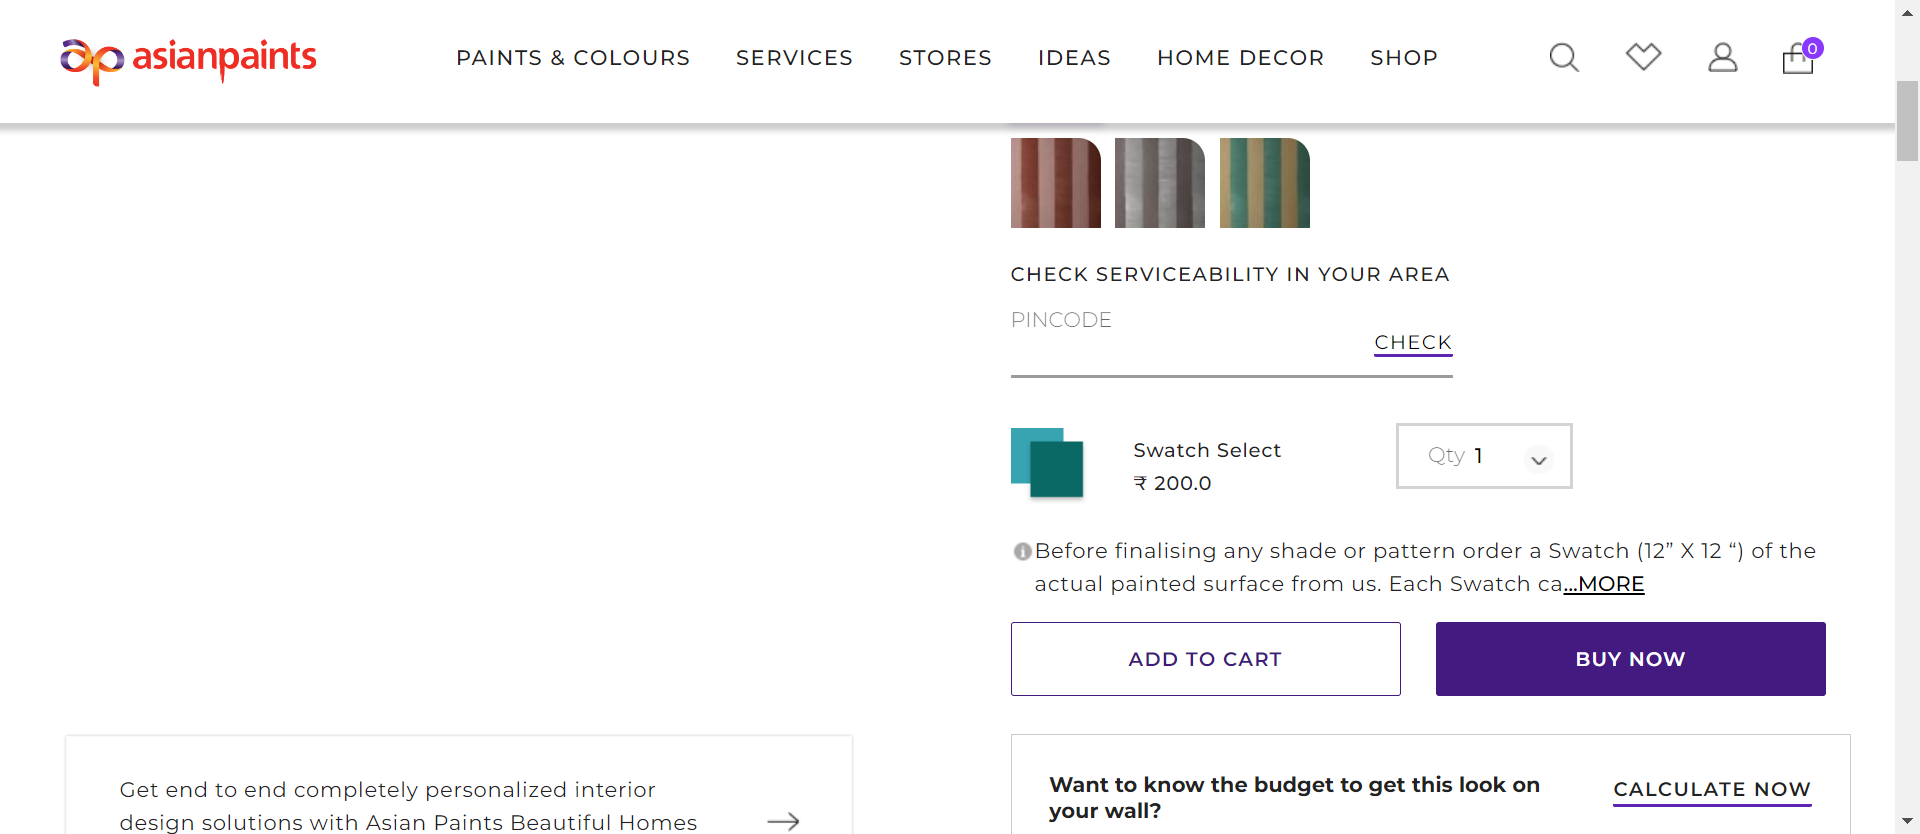 asianpaints
PAINTS & COLOURS SERVICES STORES IDEAS HOME DECOR SHOP
0
CHECK SERVICEABILITY IN YOUR AREA
PINCODE
CHECK
Swatch Select
₹ 200.0
Qty 1
Before finalising any shade or pattern order a Swatch (12” X 12 “) of the
actual painted surface from us. Each Swatch ca...MORE
ADD TO CART
BUY NOW
Get end to end completely personalized interior
design solutions with Asian Paints Beautiful Homes
Want to know the budget to get this look on
your wall?
CALCULATE NOW